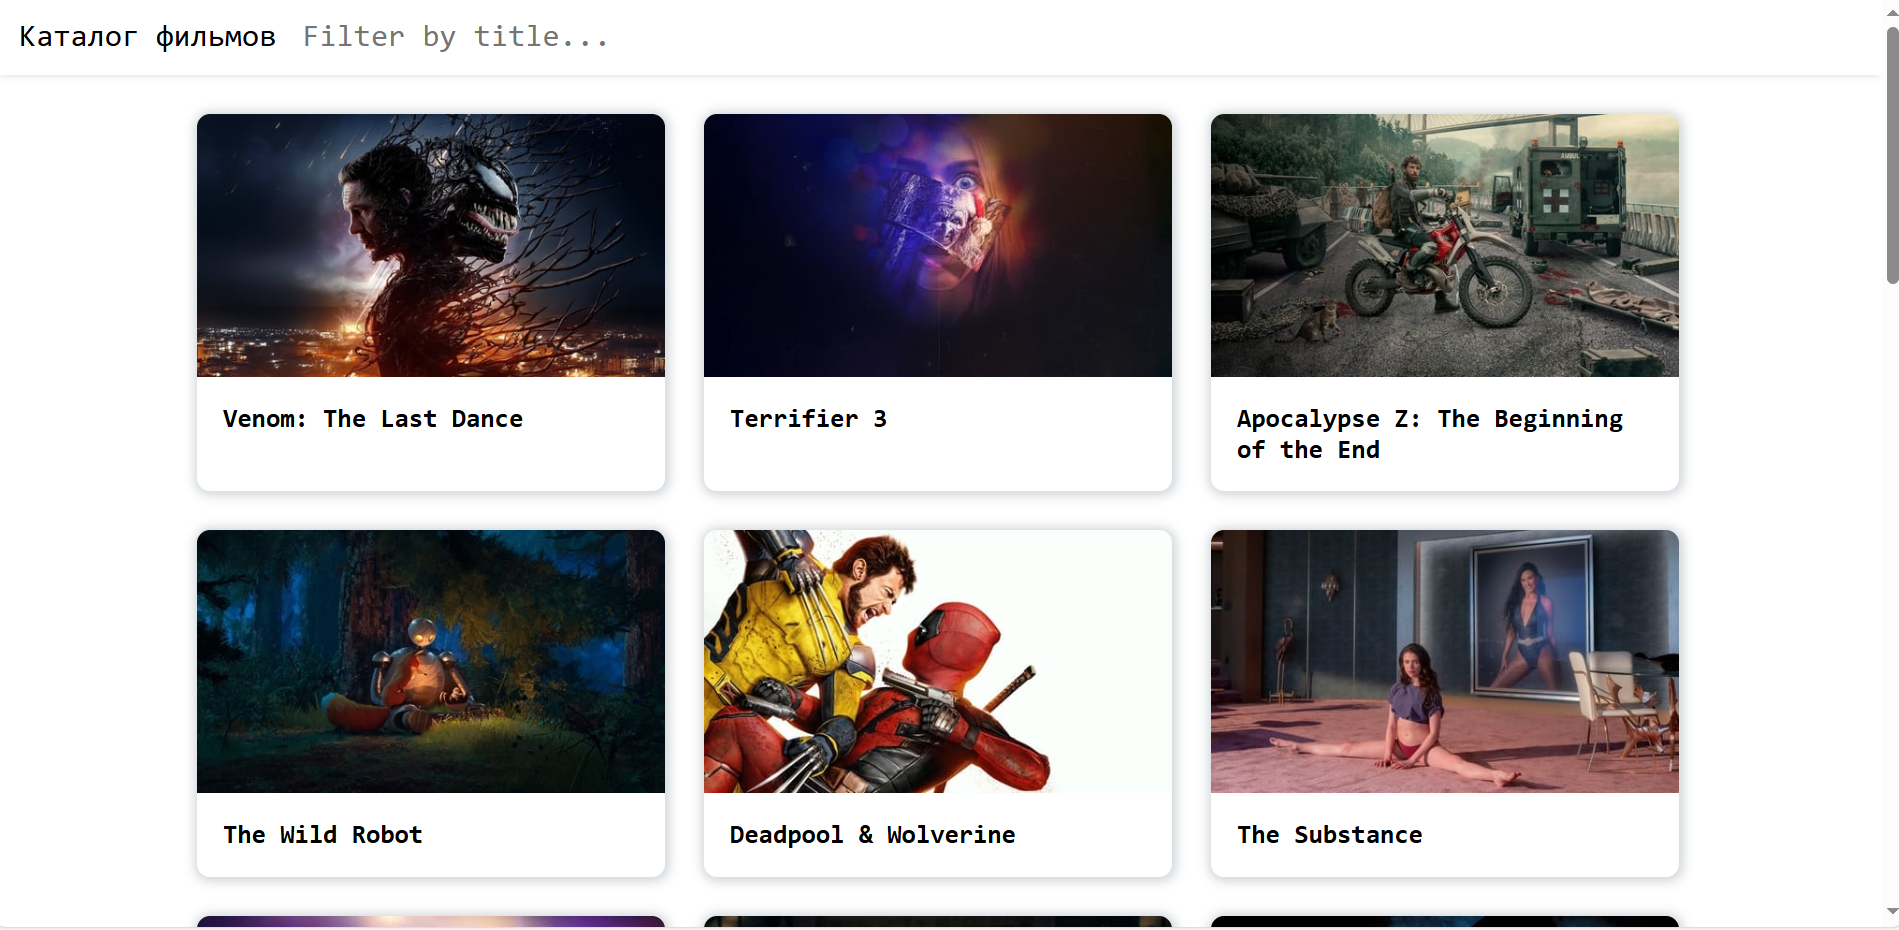 Каталог фильмов Filter by title...
Venom: The Last Dance
Terrifier 3
Apocalypse Z: The Beginning
of the End
The Wild Robot
Deadpool & Wolverine
The Substance